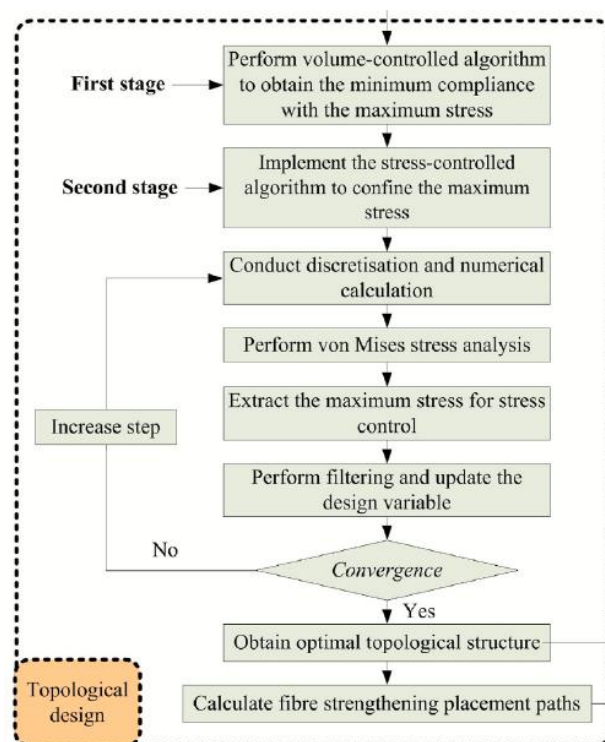 Perform volume-controlled algorithm
to obtain the minimum compliance
with the maximum stress
First stage
Implement the stress-controlled
algorithm to confine the maximum
stress
Second stage
Conduct discretisation and numerical
calculation
Perform von Mises stress analysis
Extract the maximum stress for stress
control
Increase step
Perform filtering and update the
design variable
No
Convergence
Yes
Obtain optimal topological structure
Topological
design
Calculate fibre strengthening placement paths